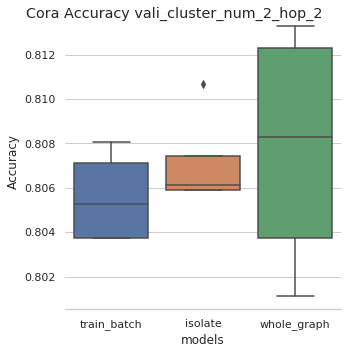 Cora Accuracy vali_cluster_num_2_hop_2
0.812
0.810
0.808
0.806
0.804
0.802
Accuracy
train_batch
isolate
whole_graph
models